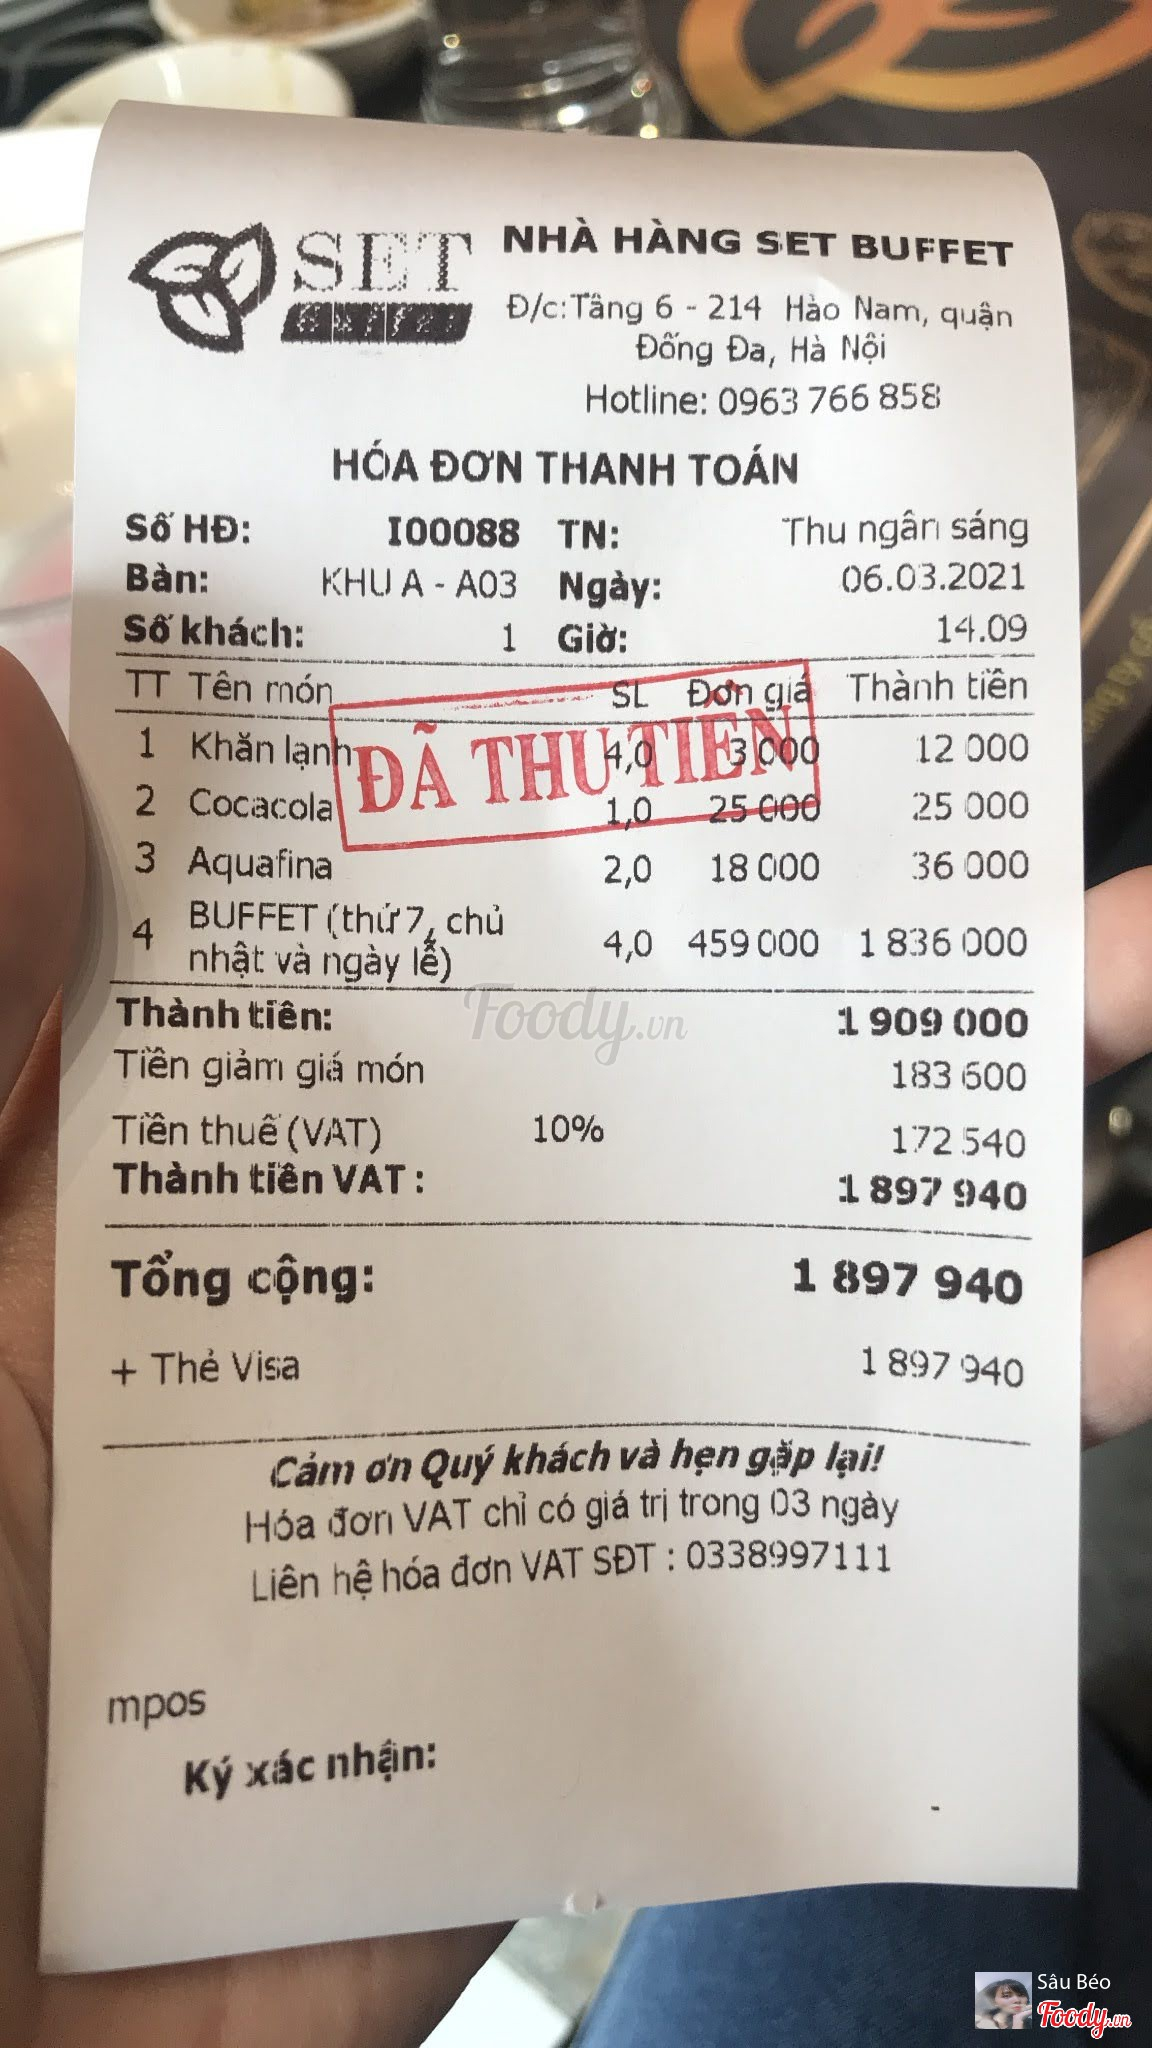 SET
BUFFET
NHÀ HÀNG SET BUFFET
Đ/c:Tầng 6 - 214 Hào Nam, quận
Đống Đa, Hà Nội
Hotline: 0963 766 858
HÓA ĐƠN THANH TOÁN
Số HĐ: I00088 TN: Thu ngân sáng
Bàn: KHU A - A03 Ngày: 06.03.2021
Số khách: 1 Giờ: 14.09
TT Tên món SL Đơn giá Thành tiền
ĐÃ THU TIỀN
1 Khăn lạnh 4,0 3 000 12 000
2 Cocacola 1,0 25 000 25 000
3 Aquafina 2,0 18 000 36 000
4 BUFFET (thứ 7, chủ nhật và ngày lễ) 4,0 459 000 1 836 000
Thành tiền: 1 909 000
Foody.vn
Tiền giảm giá món 183 600
Tiền thuế (VAT) 10% 172 540
Thành tiền VAT : 1 897 940
Tổng cộng: 1 897 940
+ Thẻ Visa 1 897 940
Cảm ơn Quý khách và hẹn gặp lại!
Hóa đơn VAT chỉ có giá trị trong 03 ngày
Liên hệ hóa đơn VAT SĐT : 0338997111
mpos
Ký xác nhận:
-
Sâu Béo
Foody.vn